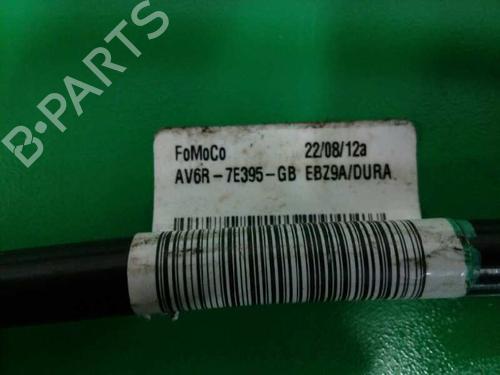 B-PARTS
FoMoCo 22/08/12a
AV6R-7E395-GB EBZ9A/DURA